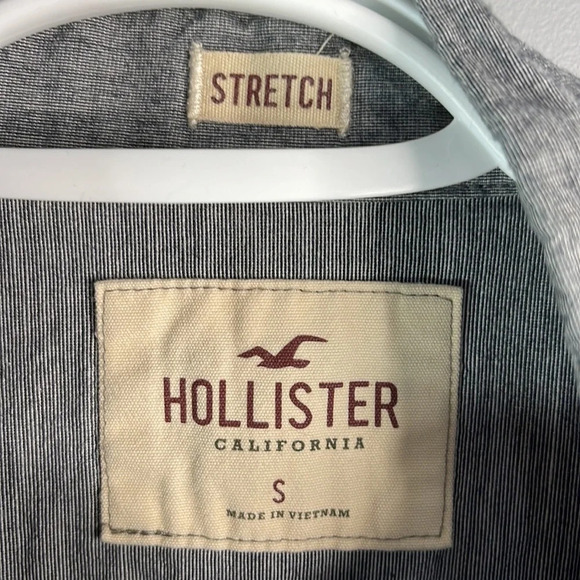 STRETCH
HOLLISTER
CALIFORNIA
S
MADE IN VIETNAM